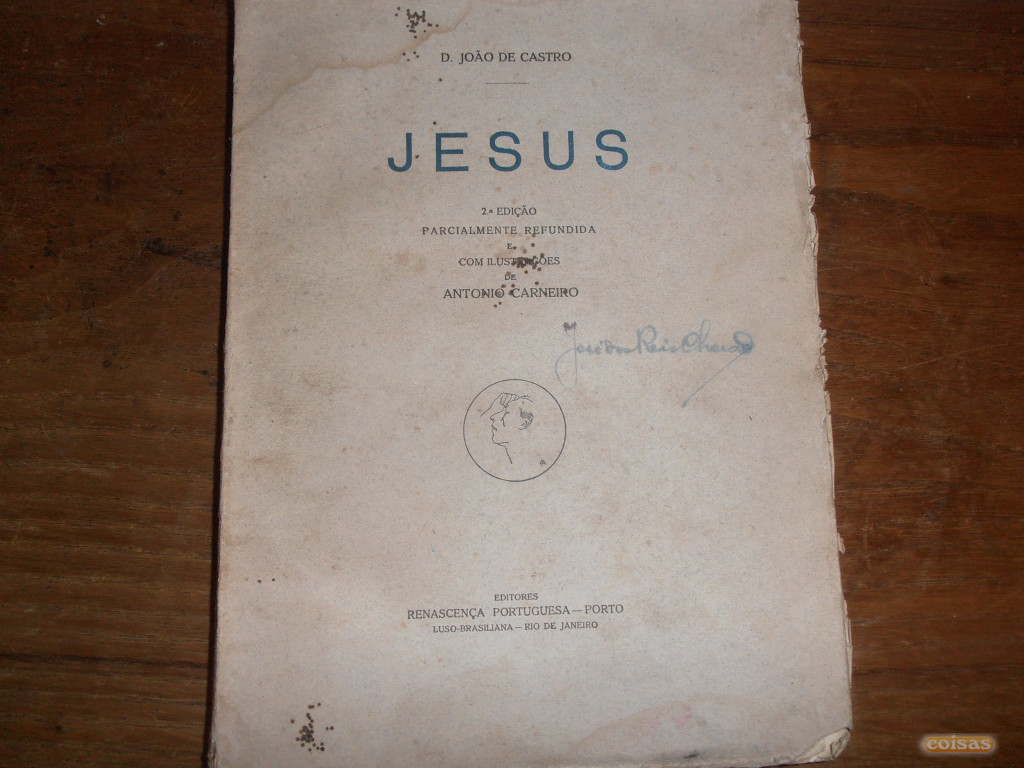 D. JOÃO DE CASTRO
JESUS
2.ª EDIÇÃO
PARCIALMENTE REFUNDIDA
E
COM ILUSTRAÇÕES
DE
ANTONIO CARNEIRO
Reis
EDITORES
RENASCENÇA PORTUGUESA — PORTO
LUSO-BRASILIANA — RIO DE JANEIRO
coisas